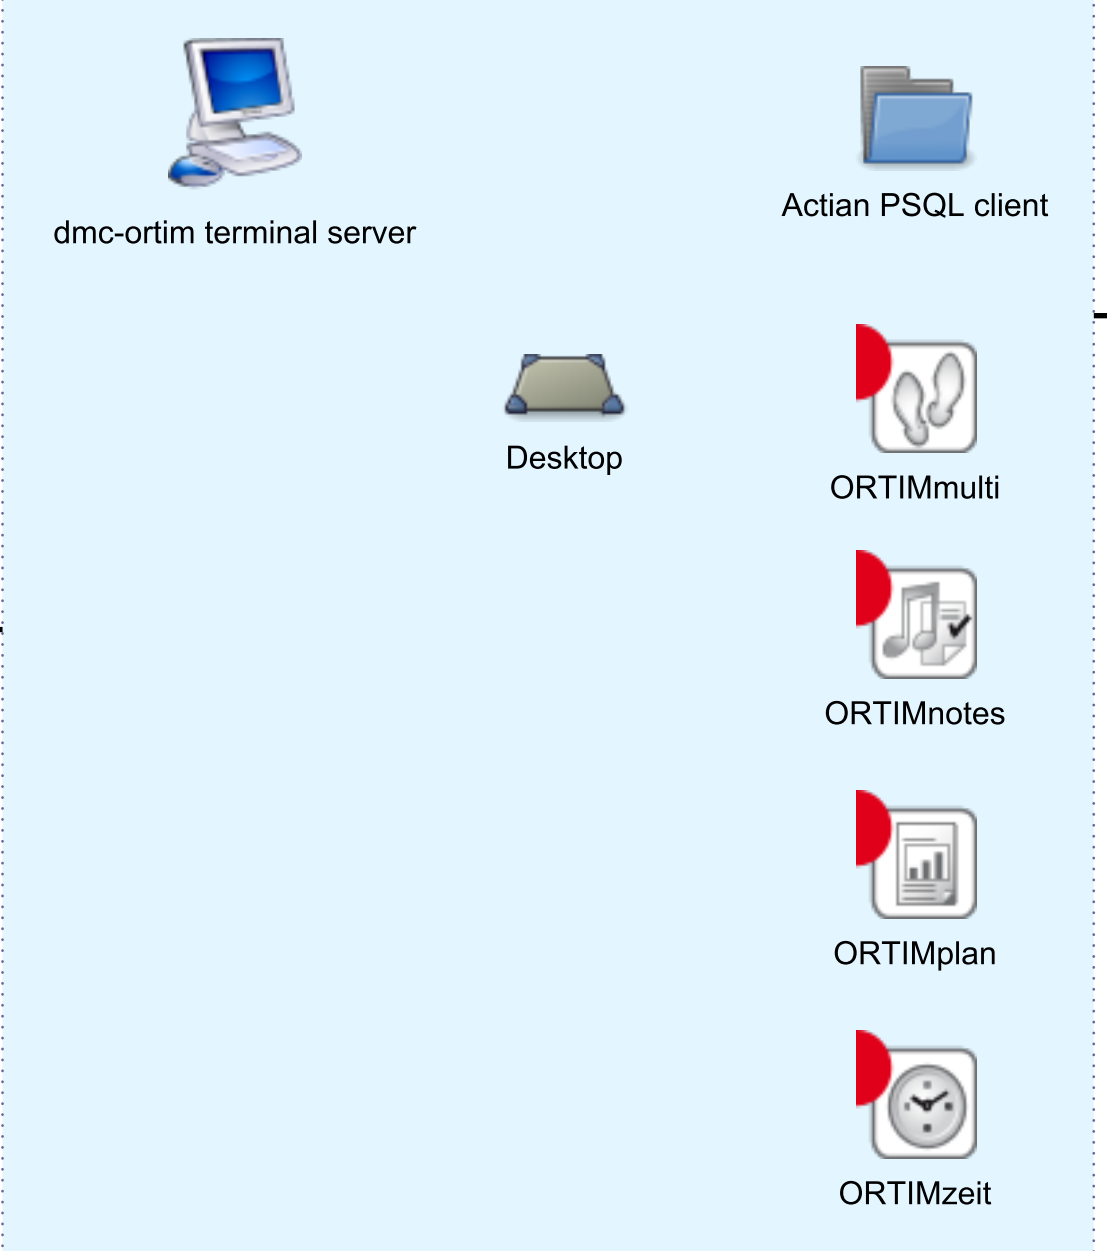 dmc-ortim terminal server
Actian PSQL client
Desktop
ORTIMmulti
ORTIMnotes
ORTIMplan
ORTIMzeit